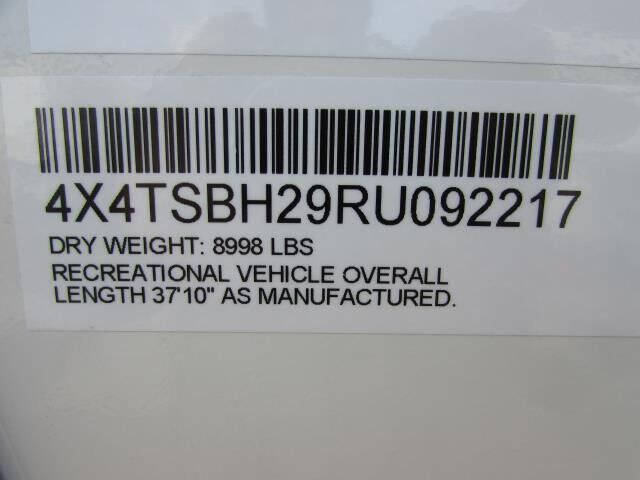 4X4TSBH29RU092217
DRY WEIGHT: 8998 LBS
RECREATIONAL VEHICLE OVERALL
LENGTH 37'10" AS MANUFACTURED.